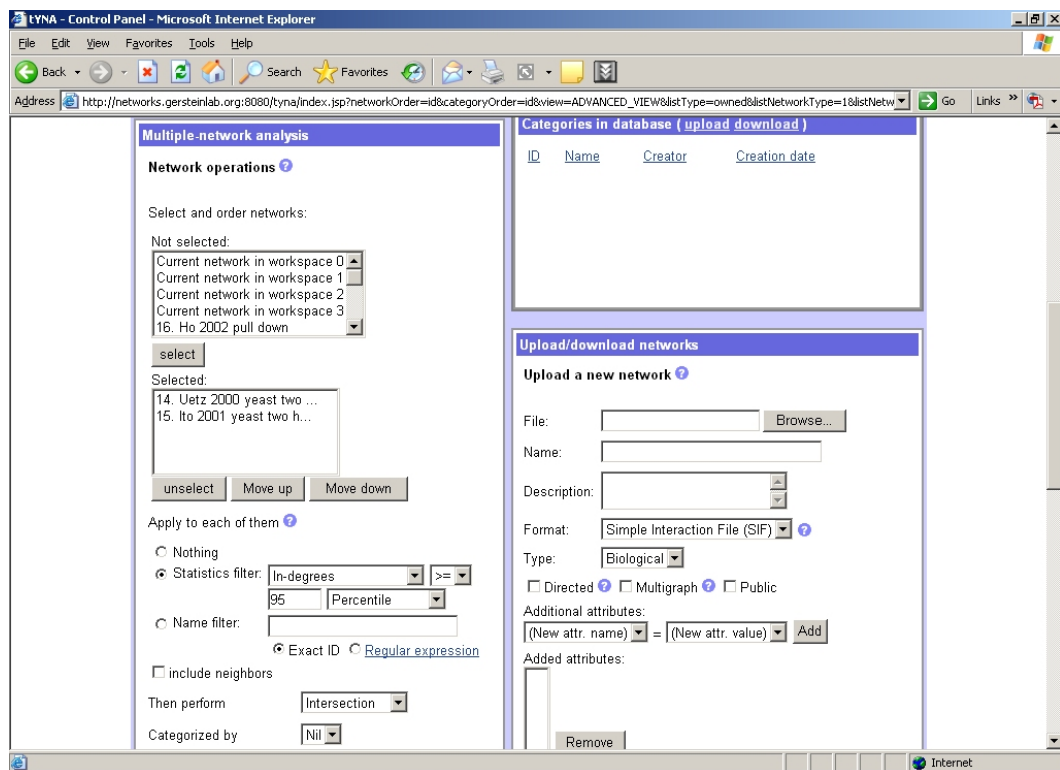 tYNA - Control Panel - Microsoft Internet Explorer
File Edit View Favorites Tools Help
Back Search Favorites
Address http://networks.gersteinlab.org:8080/tyna/index.jsp?networkOrder=id&categoryOrder=id&view=ADVANCED_VIEW&listType=owned&listNetworkType=1&listNetw Go Links »
Multiple-network analysis
Network operations ?
Select and order networks:
Not selected:
Current network in workspace 0
Current network in workspace 1
Current network in workspace 2
Current network in workspace 3
16. Ho 2002 pull down
select
Selected:
14. Uetz 2000 yeast two ...
15. Ito 2001 yeast two h...
unselect Move up Move down
Apply to each of them ?
Nothing
Statistics filter: In-degrees >=
95 Percentile
Name filter:
Exact ID Regular expression
include neighbors
Then perform Intersection
Categorized by Nil
Categories in database ( upload download )
ID Name Creator Creation date
Upload/download networks
Upload a new network ?
File: Browse...
Name:
Description:
Format: Simple Interaction File (SIF) ?
Type: Biological
Directed ? Multigraph ? Public
Additional attributes:
(New attr. name) = (New attr. value) Add
Added attributes:
Remove
Internet